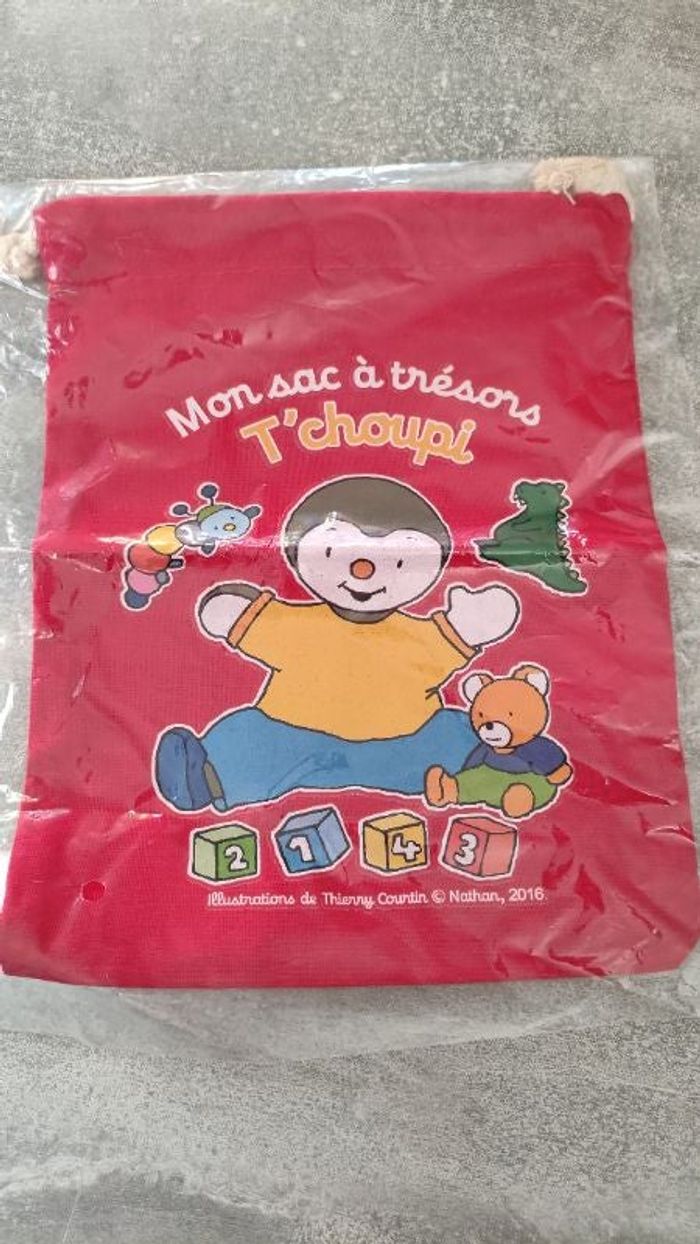 Mon sac à trésors
T'choupi
2 1 4 3
Illustrations de Thierry Courtin © Nathan, 2016.